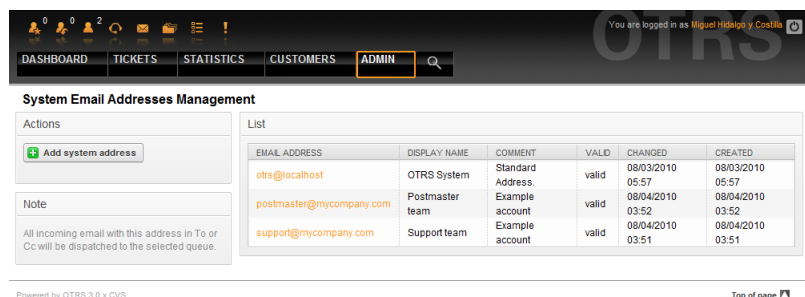 0 0 2
You are logged in as Miguel Hidalgo y Costilla
OTRS
DASHBOARD TICKETS STATISTICS CUSTOMERS ADMIN
System Email Addresses Management
Actions
Add system address
Note
All incoming email with this address in To or
Cc will be dispatched to the selected queue.
List
EMAIL ADDRESS DISPLAY NAME COMMENT VALID CHANGED CREATED
otrs@localhost OTRS System Standard Address. valid 08/03/2010 05:57 08/03/2010 05:57
postmaster@mycompany.com Postmaster team Example account valid 08/04/2010 03:52 08/04/2010 03:52
support@mycompany.com Support team Example account valid 08/04/2010 03:51 08/04/2010 03:51
Powered by OTRS 3.0.x CVS
Top of page